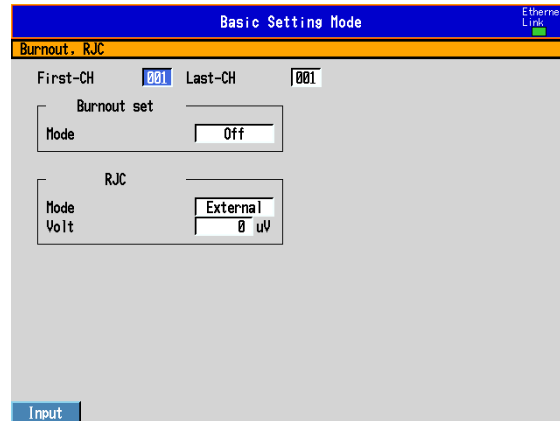 Basic Setting Mode
Etherne
Link
Burnout, RJC
First-CH 001 Last-CH 001
Burnout set
Mode Off
RJC
Mode External
Volt 0 uV
Input